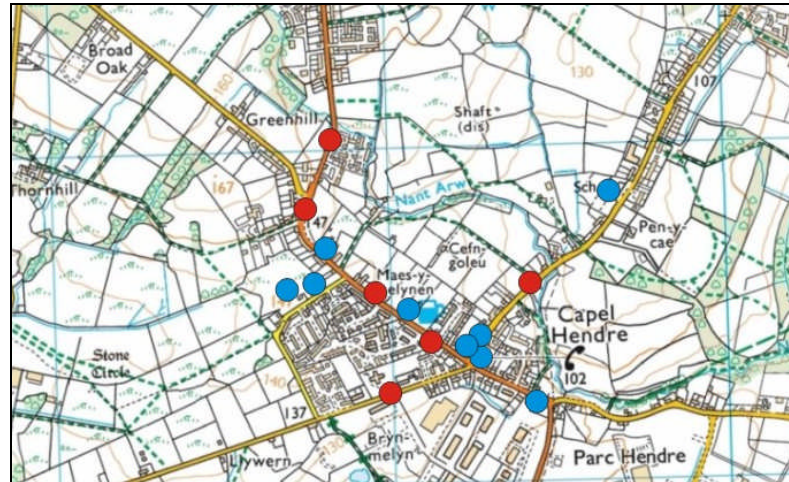 Broad
Oak
160
130
107
Greenhill
Shaft
(dis)
Thornhill
167
Nant Arw
Sch
147
Pen-y-
cae
Cefn-
goleu
Maes-y-
Capel
Hendre
Stone
Circle
140
102
137
Bryn-
melyn
Llywern
130
Parc Hendre